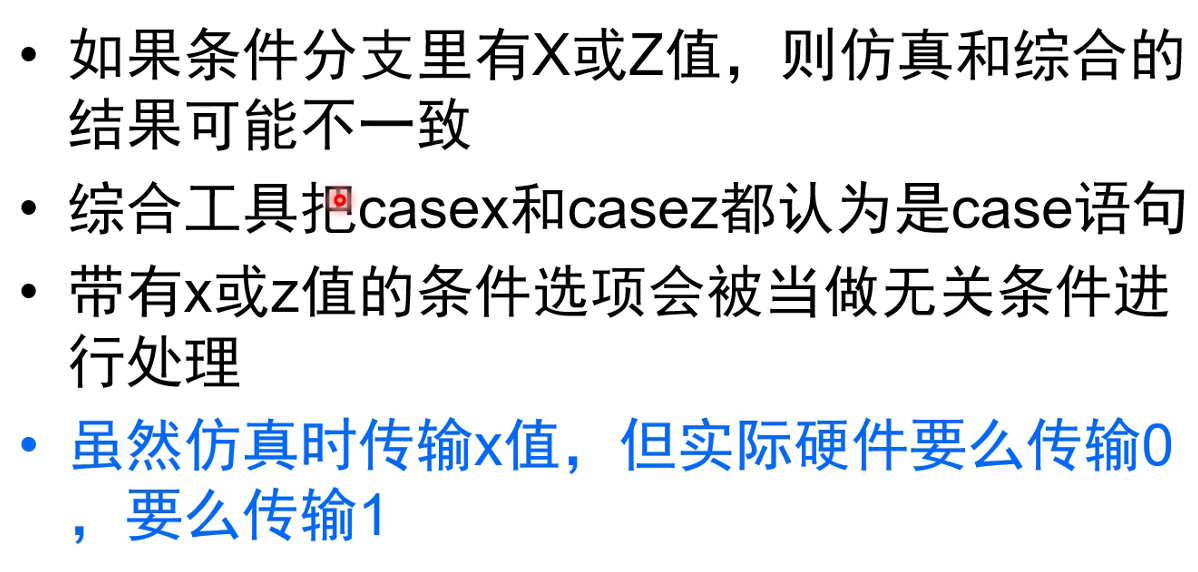 • 如果条件分支里有X或Z值，则仿真和综合的
结果可能不一致
• 综合工具把casex和casez都认为是case语句
• 带有x或z值的条件选项会被当做无关条件进
行处理
• 虽然仿真时传输x值，但实际硬件要么传输0
，要么传输1